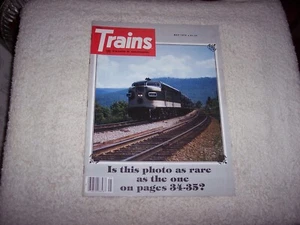 Trains
Is this photo as rare
as the one
on pages 34-35?